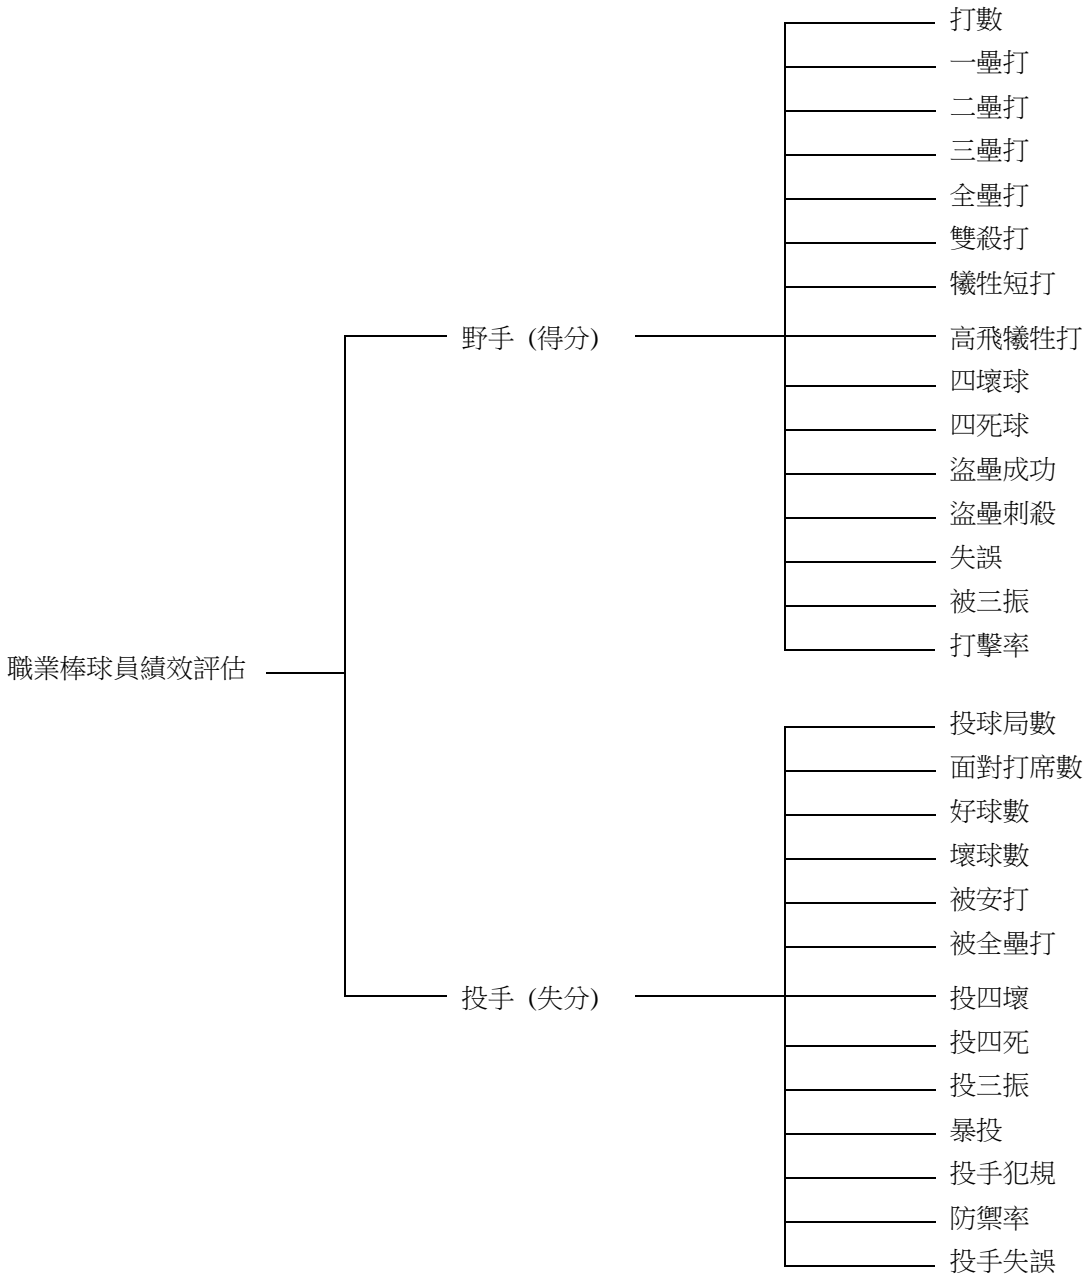 打數
一壘打
二壘打
三壘打
全壘打
雙殺打
犧牲短打
野手 (得分)
高飛犧牲打
四壞球
四死球
盜壘成功
盜壘刺殺
失誤
被三振
打擊率
職業棒球員績效評估
投球局數
面對打席數
好球數
壞球數
被安打
被全壘打
投手 (失分)
投四壞
投四死
投三振
暴投
投手犯規
防禦率
投手失誤